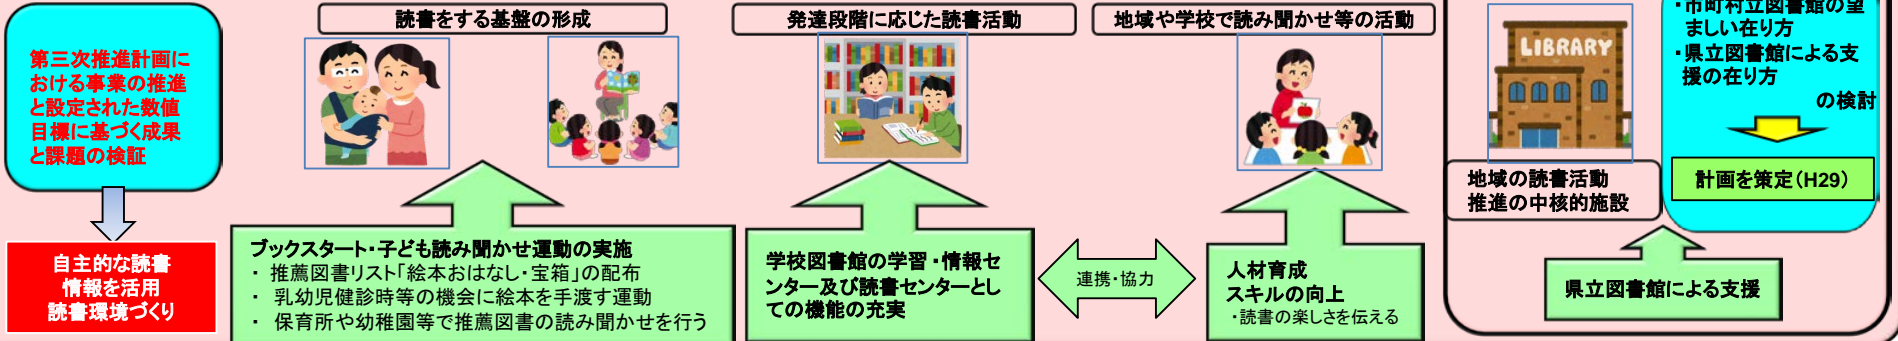 第三次推進計画に
おける事業の推進
と設定された数値
目標に基づく成果
と課題の検証
自主的な読書
情報を活用
読書環境づくり
読書をする基盤の形成
ブックスタート・子ども読み聞かせ運動の実施
・ 推薦図書リスト「絵本おはなし・宝箱」の配布
・ 乳幼児健診時等の機会に絵本を手渡す運動
・ 保育所や幼稚園等で推薦図書の読み聞かせを行う
発達段階に応じた読書活動
学校図書館の学習・情報セ
ンター及び読書センターとし
ての機能の充実
連携・協力
地域や学校で読み聞かせ等の活動
人材育成
スキルの向上
・読書の楽しさを伝える
LIBRARY
地域の読書活動
推進の中核的施設
・市町村立図書館の望
ましい在り方
・県立図書館による支
援の在り方
の検討
計画を策定(H29)
県立図書館による支援